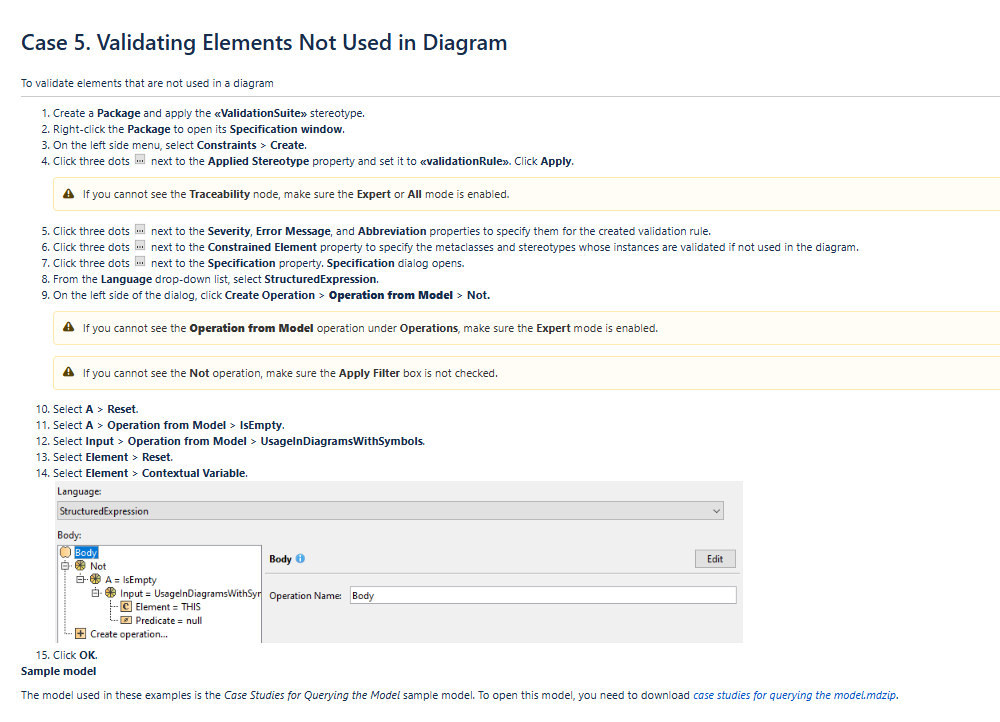 Case 5. Validating Elements Not Used in Diagram
To validate elements that are not used in a diagram
1. Create a Package and apply the «ValidationSuite» stereotype.
2. Right-click the Package to open its Specification window.
3. On the left side menu, select Constraints > Create.
4. Click three dots ... next to the Applied Stereotype property and set it to «validationRule». Click Apply.
If you cannot see the Traceability node, make sure the Expert or All mode is enabled.
5. Click three dots ... next to the Severity, Error Message, and Abbreviation properties to specify them for the created validation rule.
6. Click three dots ... next to the Constrained Element property to specify the metaclasses and stereotypes whose instances are validated if not used in the diagram.
7. Click three dots ... next to the Specification property. Specification dialog opens.
8. From the Language drop-down list, select StructuredExpression.
9. On the left side of the dialog, click Create Operation > Operation from Model > Not.
If you cannot see the Operation from Model operation under Operations, make sure the Expert mode is enabled.
If you cannot see the Not operation, make sure the Apply Filter box is not checked.
10. Select A > Reset.
11. Select A > Operation from Model > IsEmpty.
12. Select Input > Operation from Model > UsageInDiagramsWithSymbols.
13. Select Element > Reset.
14. Select Element > Contextual Variable.
Language:
StructuredExpression
Body:
Body
Not
A = IsEmpty
Input = UsageInDiagramsWithSyr
Element = THIS
Predicate = null
Create operation...
Body
Edit
Operation Name: Body
15. Click OK.
Sample model
The model used in these examples is the Case Studies for Querying the Model sample model. To open this model, you need to download case studies for querying the model.mdzip.